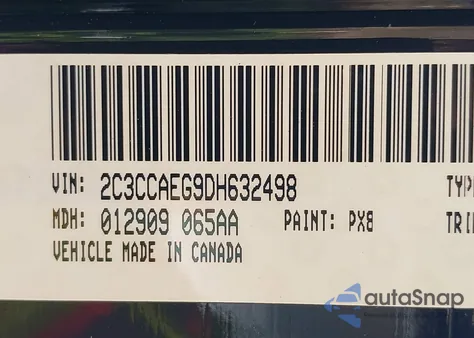 VIN: 2C3CCAEG9DH632498 TYP
MDH: 012909 065AA PAINT: PX8 TRI
VEHICLE MADE IN CANADA
autoSnap